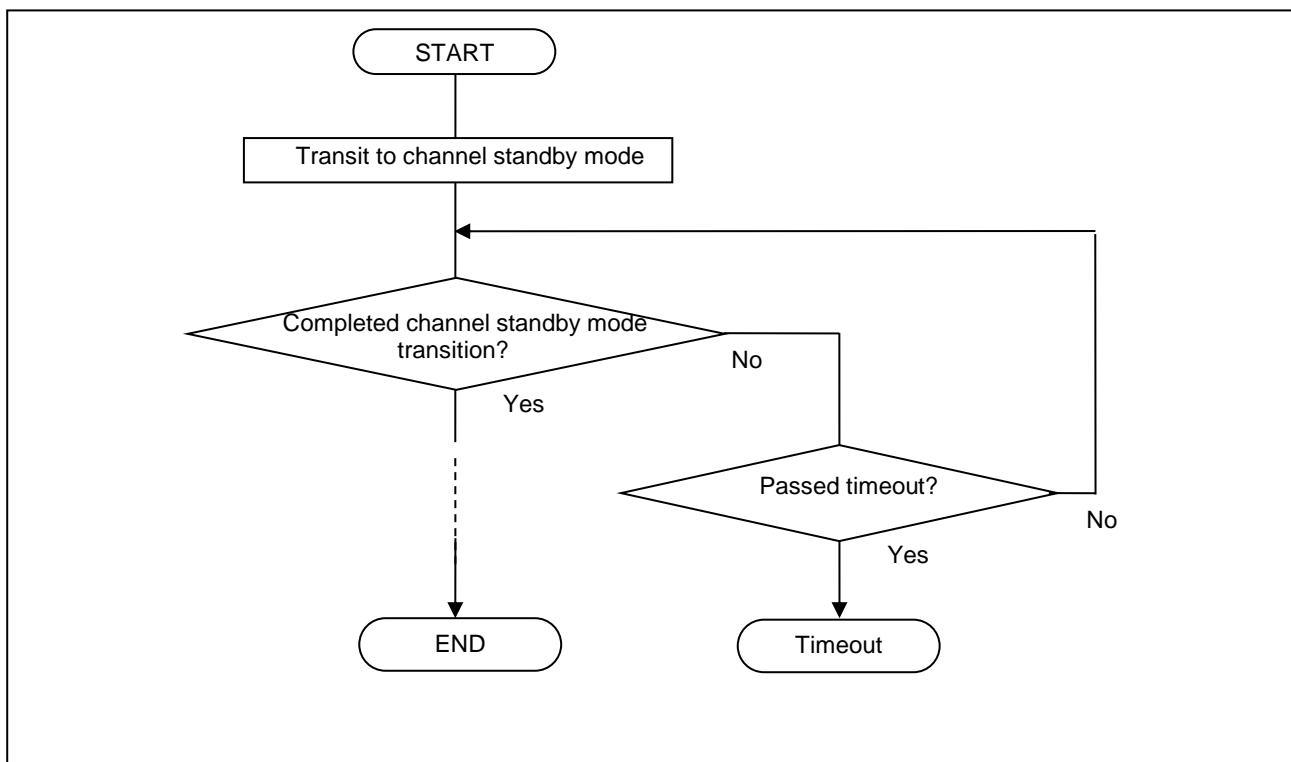 START
Transit to channel standby mode
Completed channel standby mode
transition?
No
Yes
Passed timeout?
No
Yes
END
Timeout